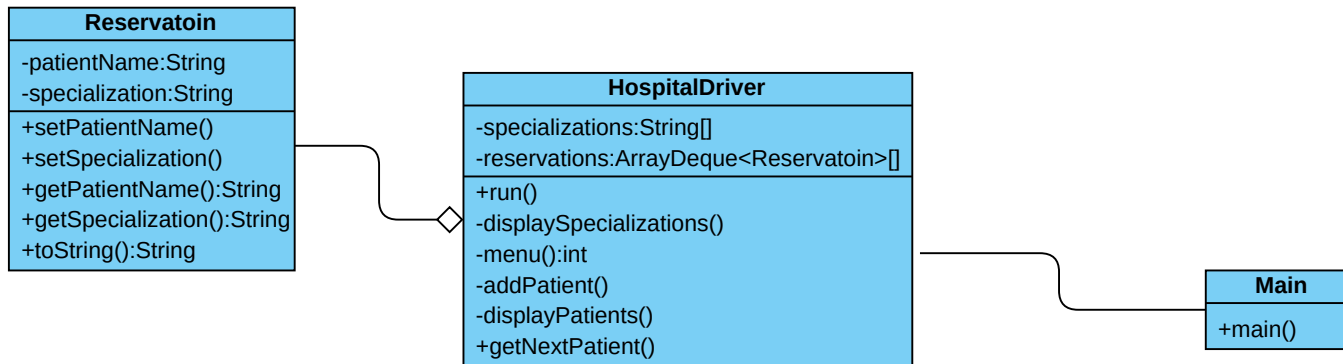 Reservatoin
-patientName:String
-specialization:String
+setPatientName()
+setSpecialization()
+getPatientName():String
+getSpecialization():String
+toString():String
HospitalDriver
-specializations:String[]
-reservations:ArrayDeque<Reservatoin>[]
+run()
-displaySpecializations()
-menu():int
-addPatient()
-displayPatients()
+getNextPatient()
Main
+main()